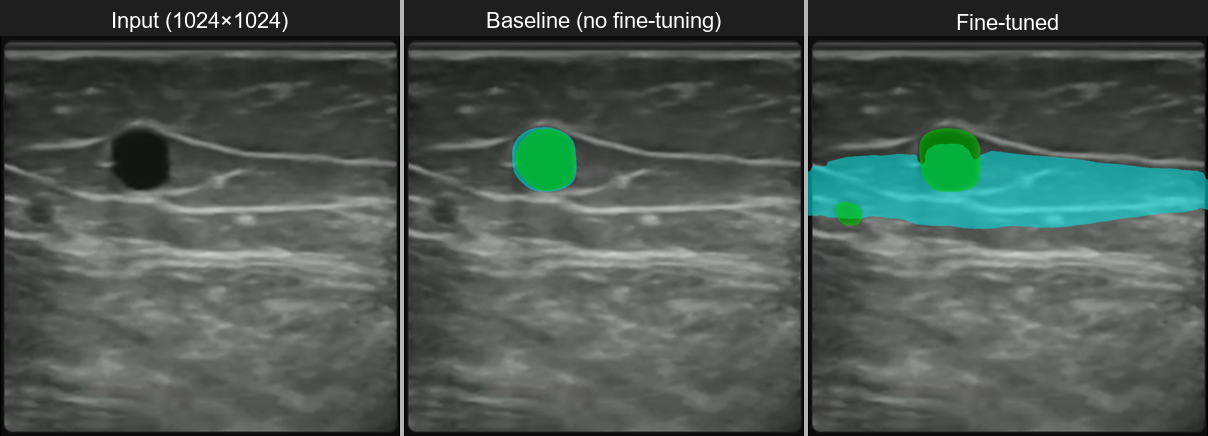 Input (1024×1024)
Baseline (no fine-tuning)
Fine-tuned